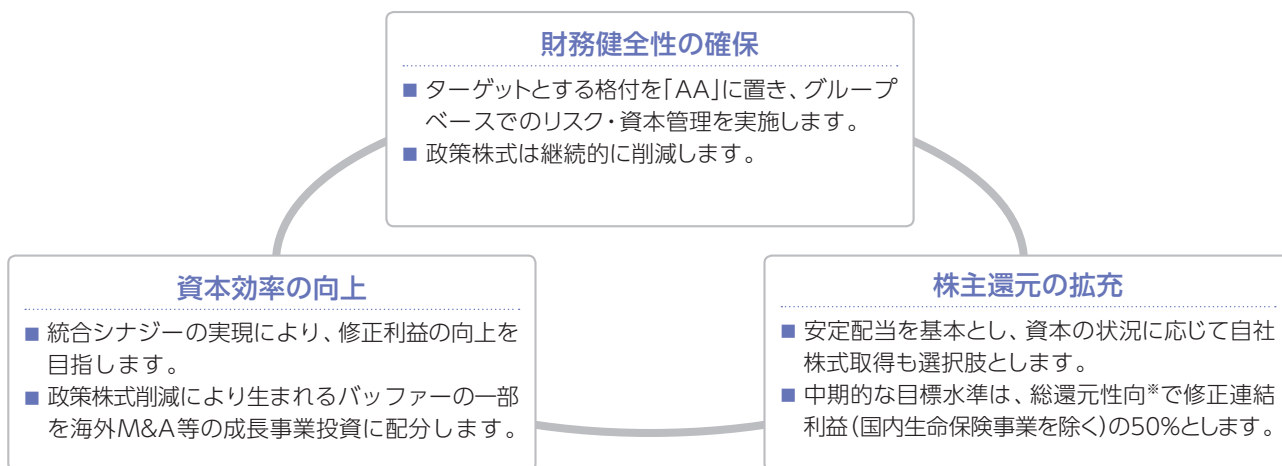 財務健全性の確保
■ ターゲットとする格付を「AA」に置き、グループ
ベースでのリスク・資本管理を実施します。
■ 政策株式は継続的に削減します。
資本効率の向上
■ 統合シナジーの実現により、修正利益の向上を
目指します。
■ 政策株式削減により生まれるバッファーの一部
を海外M&A等の成長事業投資に配分します。
株主還元の拡充
■ 安定配当を基本とし、資本の状況に応じて自社
株式取得も選択肢とします。
■ 中期的な目標水準は、総還元性向※で修正連結
利益(国内生命保険事業を除く)の50%とします。